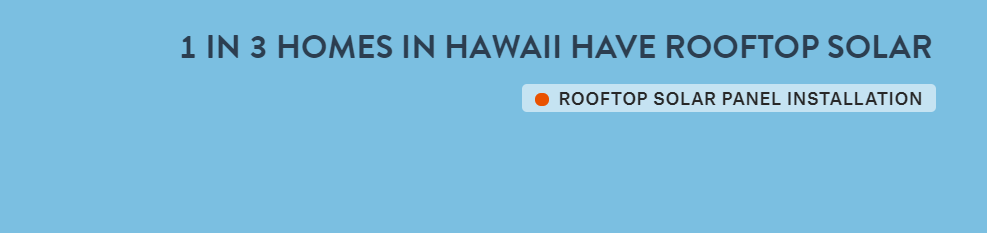 1 IN 3 HOMES IN HAWAII HAVE ROOFTOP SOLAR
ROOFTOP SOLAR PANEL INSTALLATION